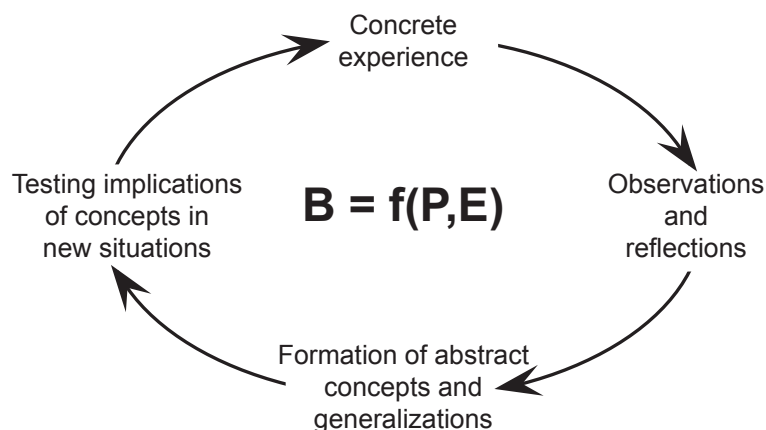 Concrete
experience
Observations
and
reflections
Formation of abstract
concepts and
generalizations
Testing implications
of concepts in
new situations
B = f(P,E)